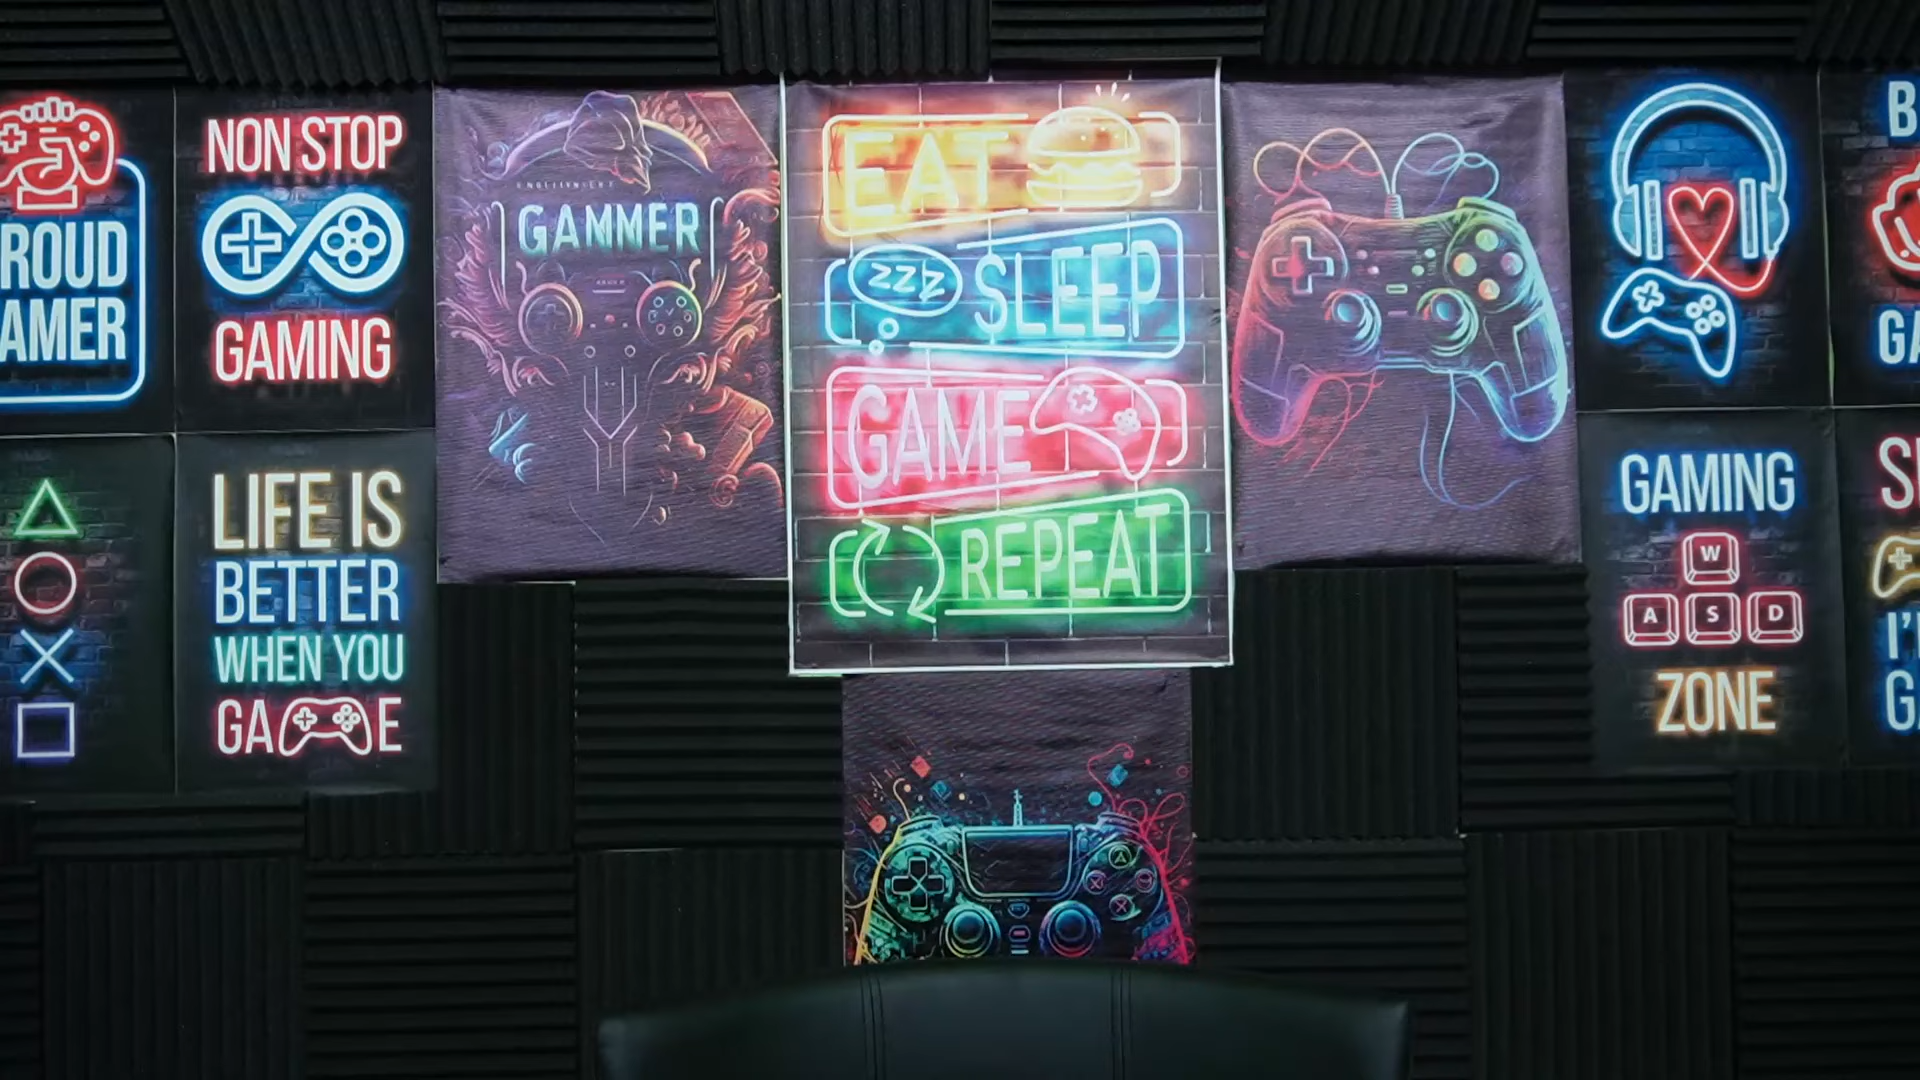 ROUD
AMER
NON STOP
GAMING
LIFE IS
BETTER
WHEN YOU
GA E
GAMMER
EAT
ZZZ SLEEP
GAME
REPEAT
GAMING
W
A S D
ZONE
B
GA
S
I'
G